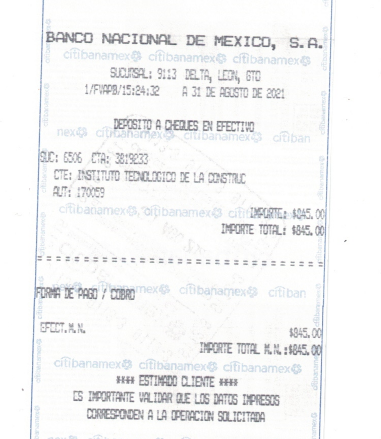 BANCO NACIONAL DE MEXICO, S.A.
SUCURSAL: 9113 DELTA, LEON, GTO
1/FVAPB/15:24:32 A 31 DE AGOSTO DE 2021
DEPOSITO A CHEQUES EN EFECTIVO
SUC: 6506 CTA: 3819233
CTE: INSTITUTO TECNOLOGICO DE LA CONSTRUC
AUT: 170059
IMPORTE: $845.00
IMPORTE TOTAL: $845.00
FORMA DE PAGO / COBRO
EFECT.M.N. $845.00
IMPORTE TOTAL M.N.:$845.00
**** ESTIMADO CLIENTE ****
ES IMPORTANTE VALIDAR QUE LOS DATOS IMPRESOS
CORRESPONDEN A LA OPERACION SOLICITADA